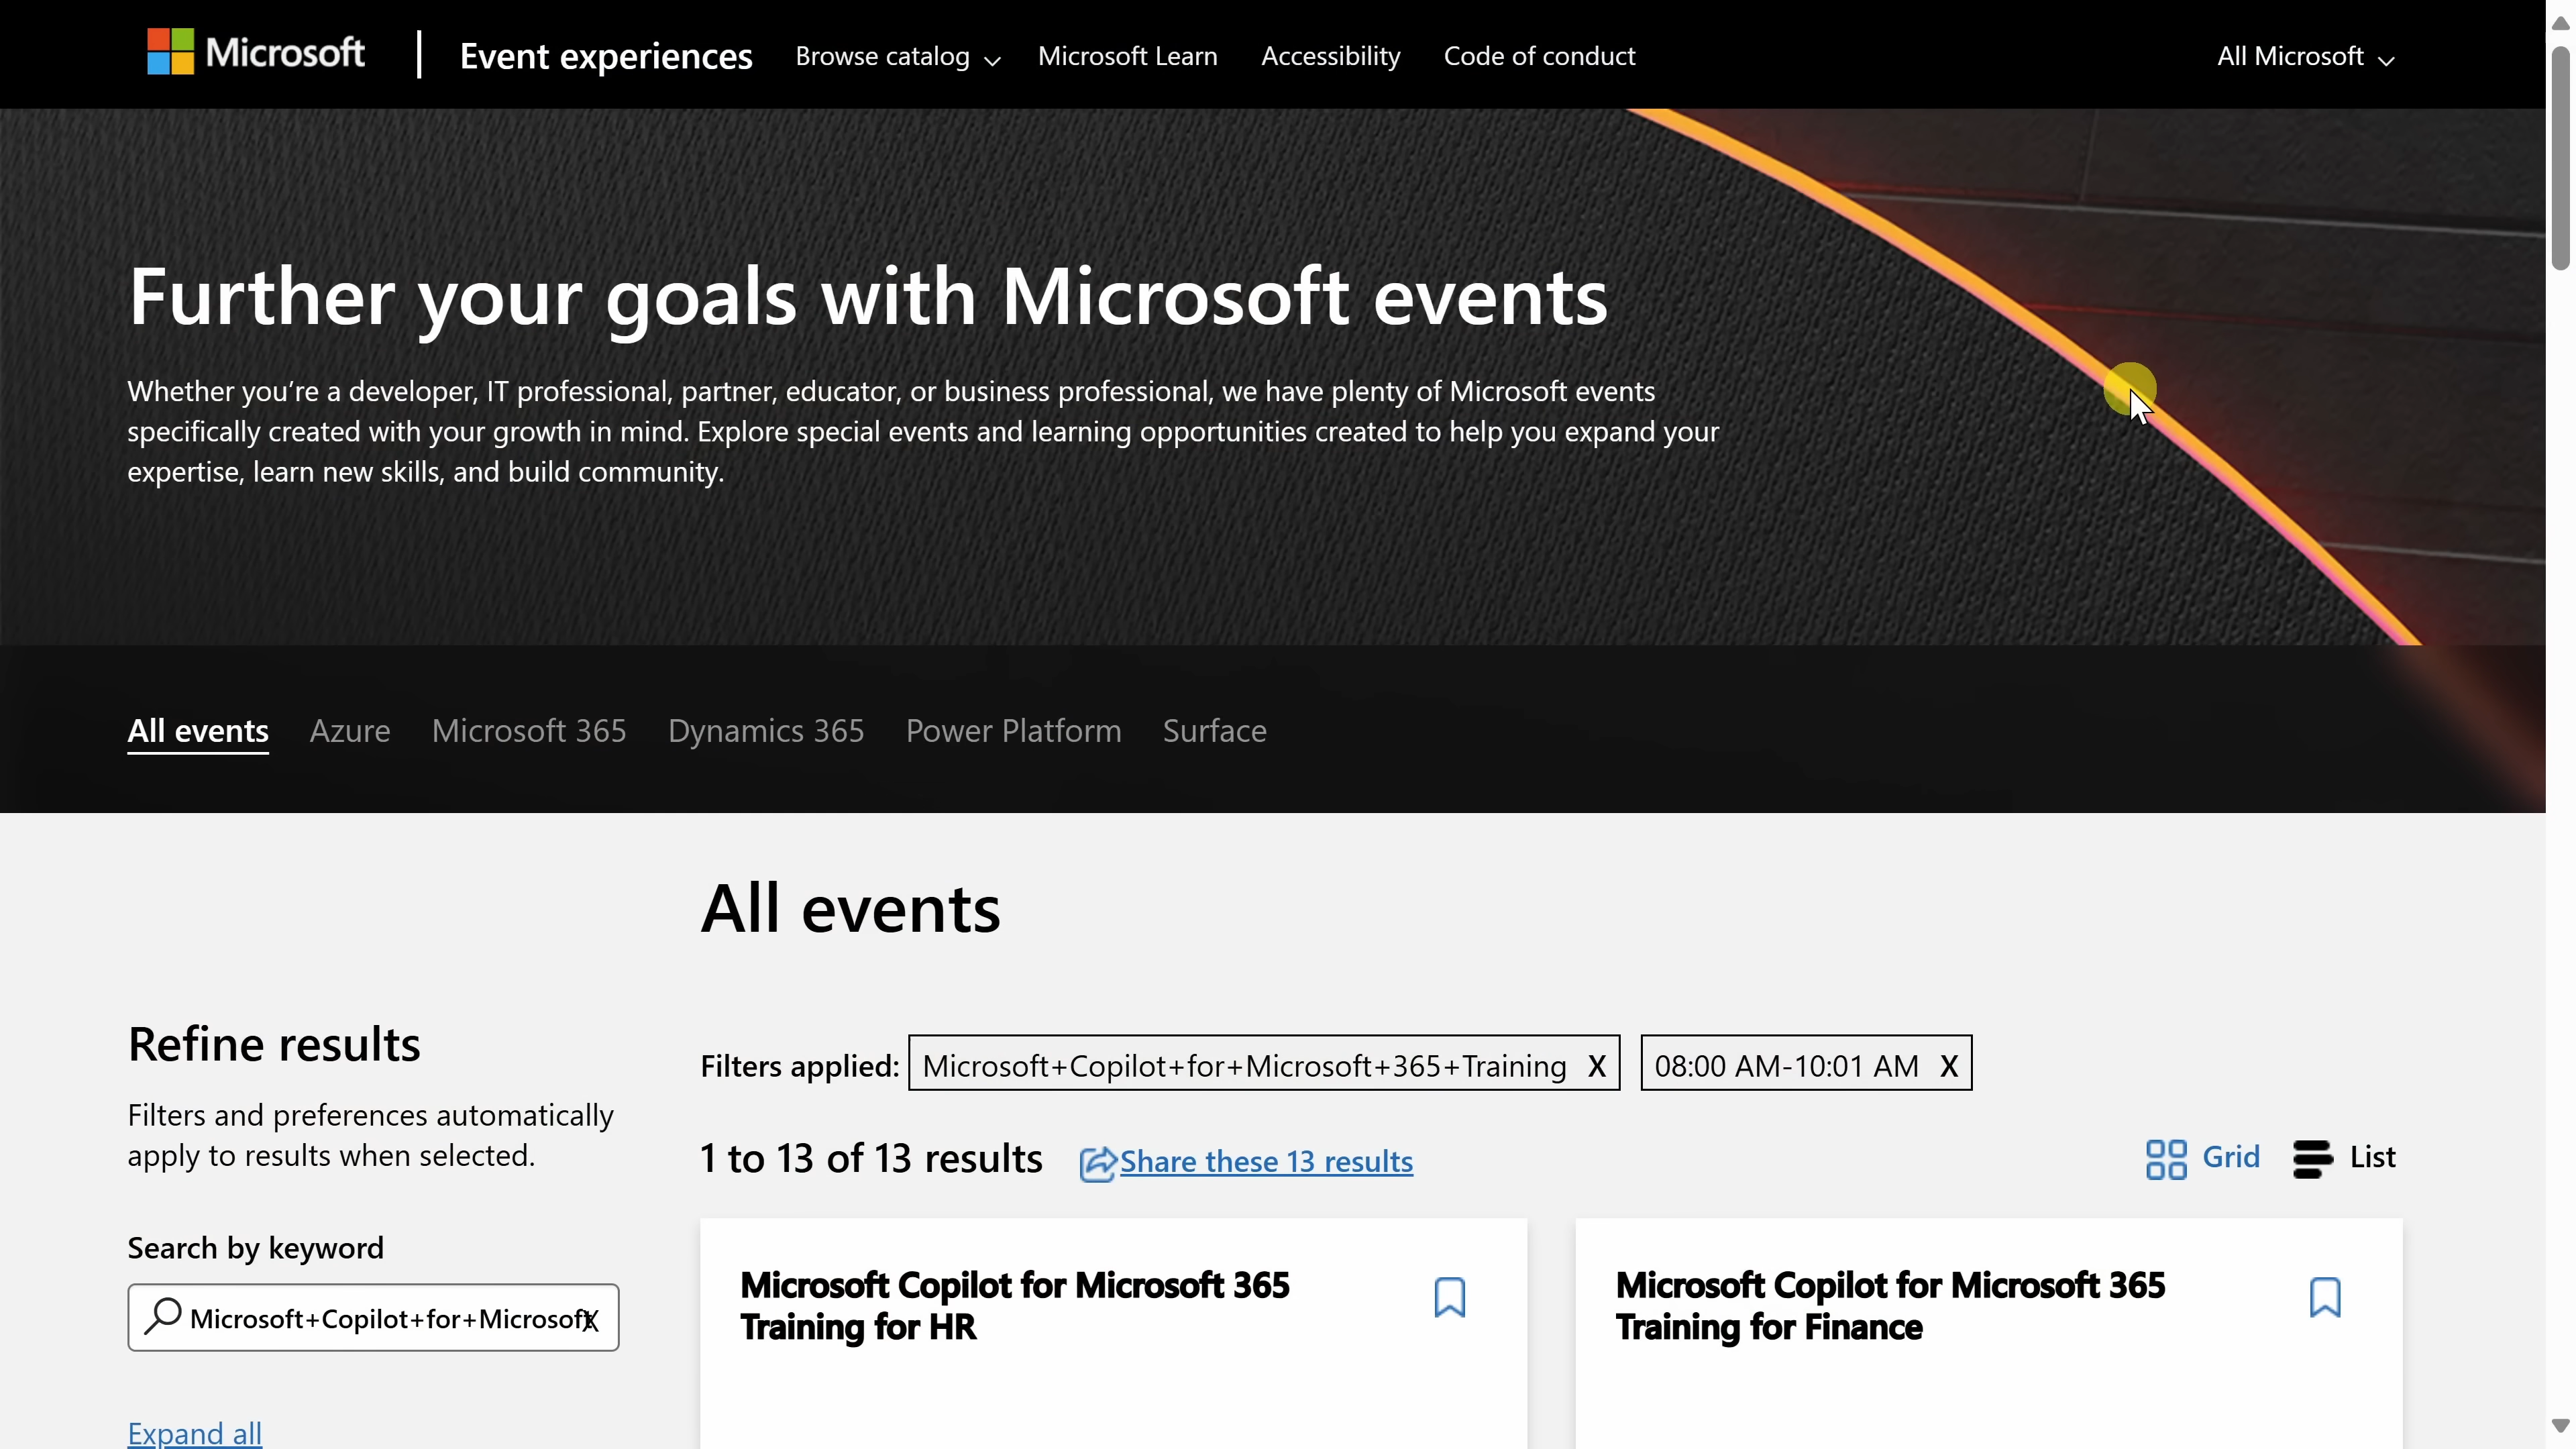 Microsoft
Event experiences
Browse catalog
Microsoft Learn
Accessibility
Code of conduct
All Microsoft
Further your goals with Microsoft events
Whether you’re a developer, IT professional, partner, educator, or business professional, we have plenty of Microsoft events
specifically created with your growth in mind. Explore special events and learning opportunities created to help you expand your
expertise, learn new skills, and build community.
All events
Azure
Microsoft 365
Dynamics 365
Power Platform
Surface
All events
Refine results
Filters and preferences automatically
apply to results when selected.
Search by keyword
Microsoft+Copilot+for+Microsoft X
Expand all
Filters applied: Microsoft+Copilot+for+Microsoft+365+Training X 08:00 AM-10:01 AM X
1 to 13 of 13 results
Share these 13 results
Grid
List
Microsoft Copilot for Microsoft 365
Training for HR
Microsoft Copilot for Microsoft 365
Training for Finance